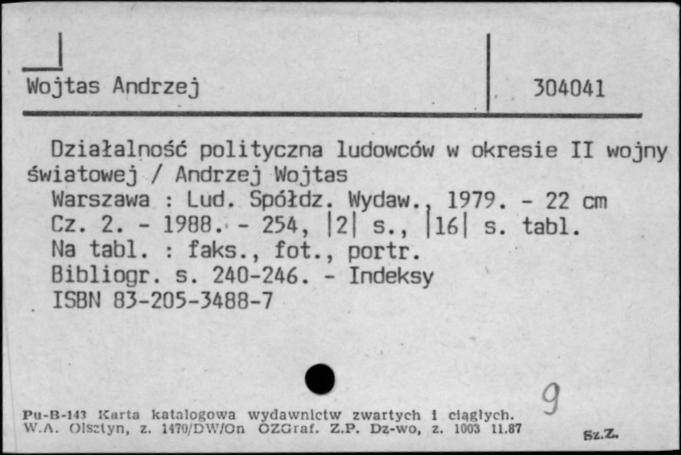 Wojtas Andrzej 304041
Działalność polityczna ludowców w okresie II wojny
światowej / Andrzej Wojtas
Warszawa : Lud. Spółdz. Wydaw., 1979. - 22 cm
Cz. 2. - 1988. - 254, |2| s., |16| s. tabl.
Na tabl. : faks., fot., portr.
Bibliogr. s. 240-246. - Indeksy
ISBN 83-205-3488-7
9
Pu-B-143 Karta katalogowa wydawnictw zwartych i ciągłych.
W.A. Olsztyn, z. 1470/DW/On OZGraf. Z.P. Dz-wo, z. 1003 11.87
Sz.Z.